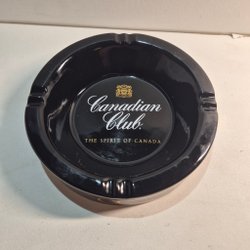 Canadian
Club.
THE SPIRIT OF CANADA